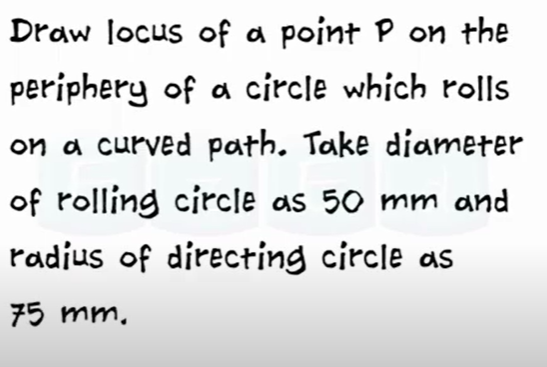 Draw locus of a point P on the
periphery of a circle which rolls
on a curved path. Take diameter
of rolling circle as 50 mm and
radius of directing circle as
75 mm.